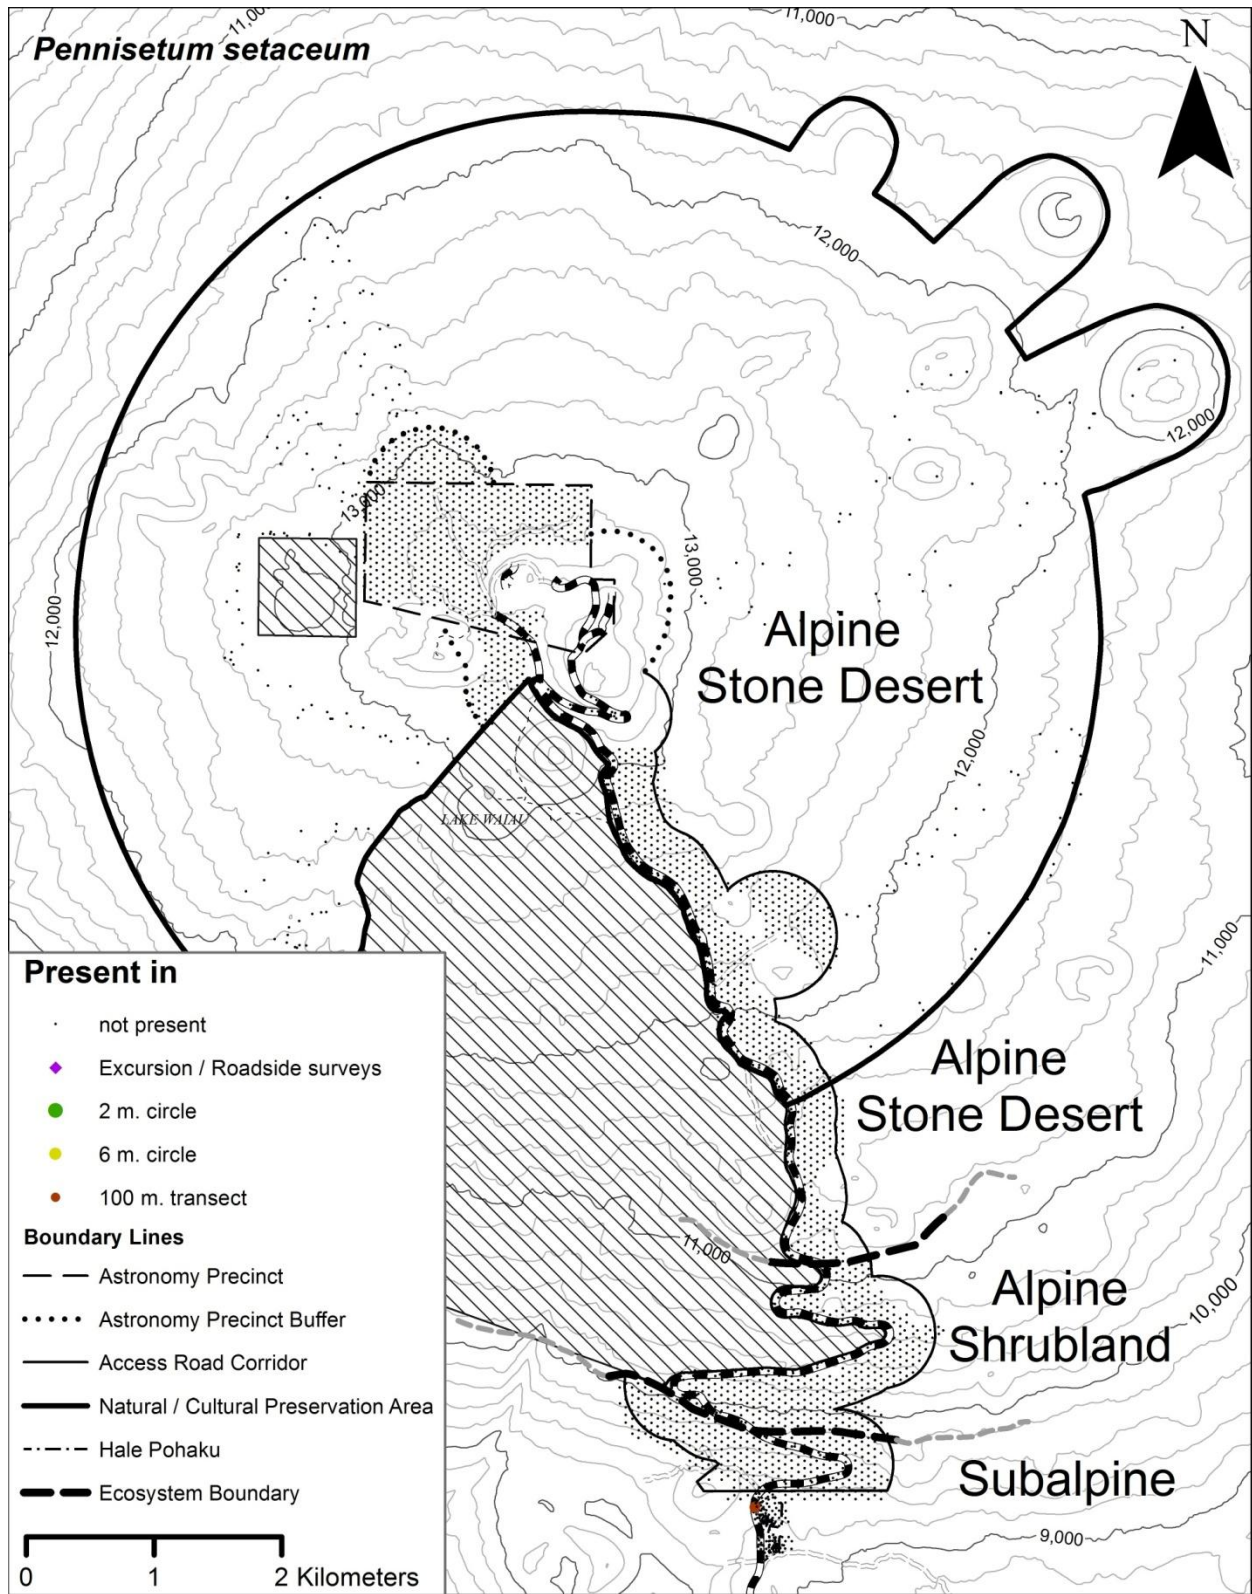 11,000
11,000
Pennisetum setaceum
N
12,000
12,000
13,000
13,000
12,000
Alpine
Stone Desert
12,000
LAKE WAIAU
11,000
Present in
not present
Excursion / Roadside surveys
2 m. circle
6 m. circle
100 m. transect
Boundary Lines
Astronomy Precinct
Astronomy Precinct Buffer
Access Road Corridor
Natural / Cultural Preservation Area
Hale Pohaku
Ecosystem Boundary
0 1 2 Kilometers
Alpine
Stone Desert
11,000
Alpine
Shrubland
10,000
Subalpine
9,000